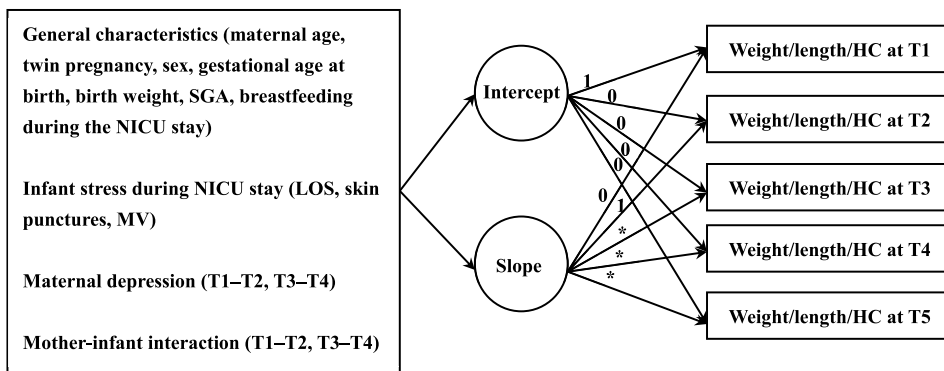 General characteristics (maternal age,
twin pregnancy, sex, gestational age at
birth, birth weight, SGA, breastfeeding
during the NICU stay)
Infant stress during NICU stay (LOS, skin
punctures, MV)
Maternal depression (T1–T2, T3–T4)
Mother-infant interaction (T1–T2, T3–T4)
Intercept
Slope
1
0
0
0
0
0
1
*
*
*
Weight/length/HC at T1
Weight/length/HC at T2
Weight/length/HC at T3
Weight/length/HC at T4
Weight/length/HC at T5